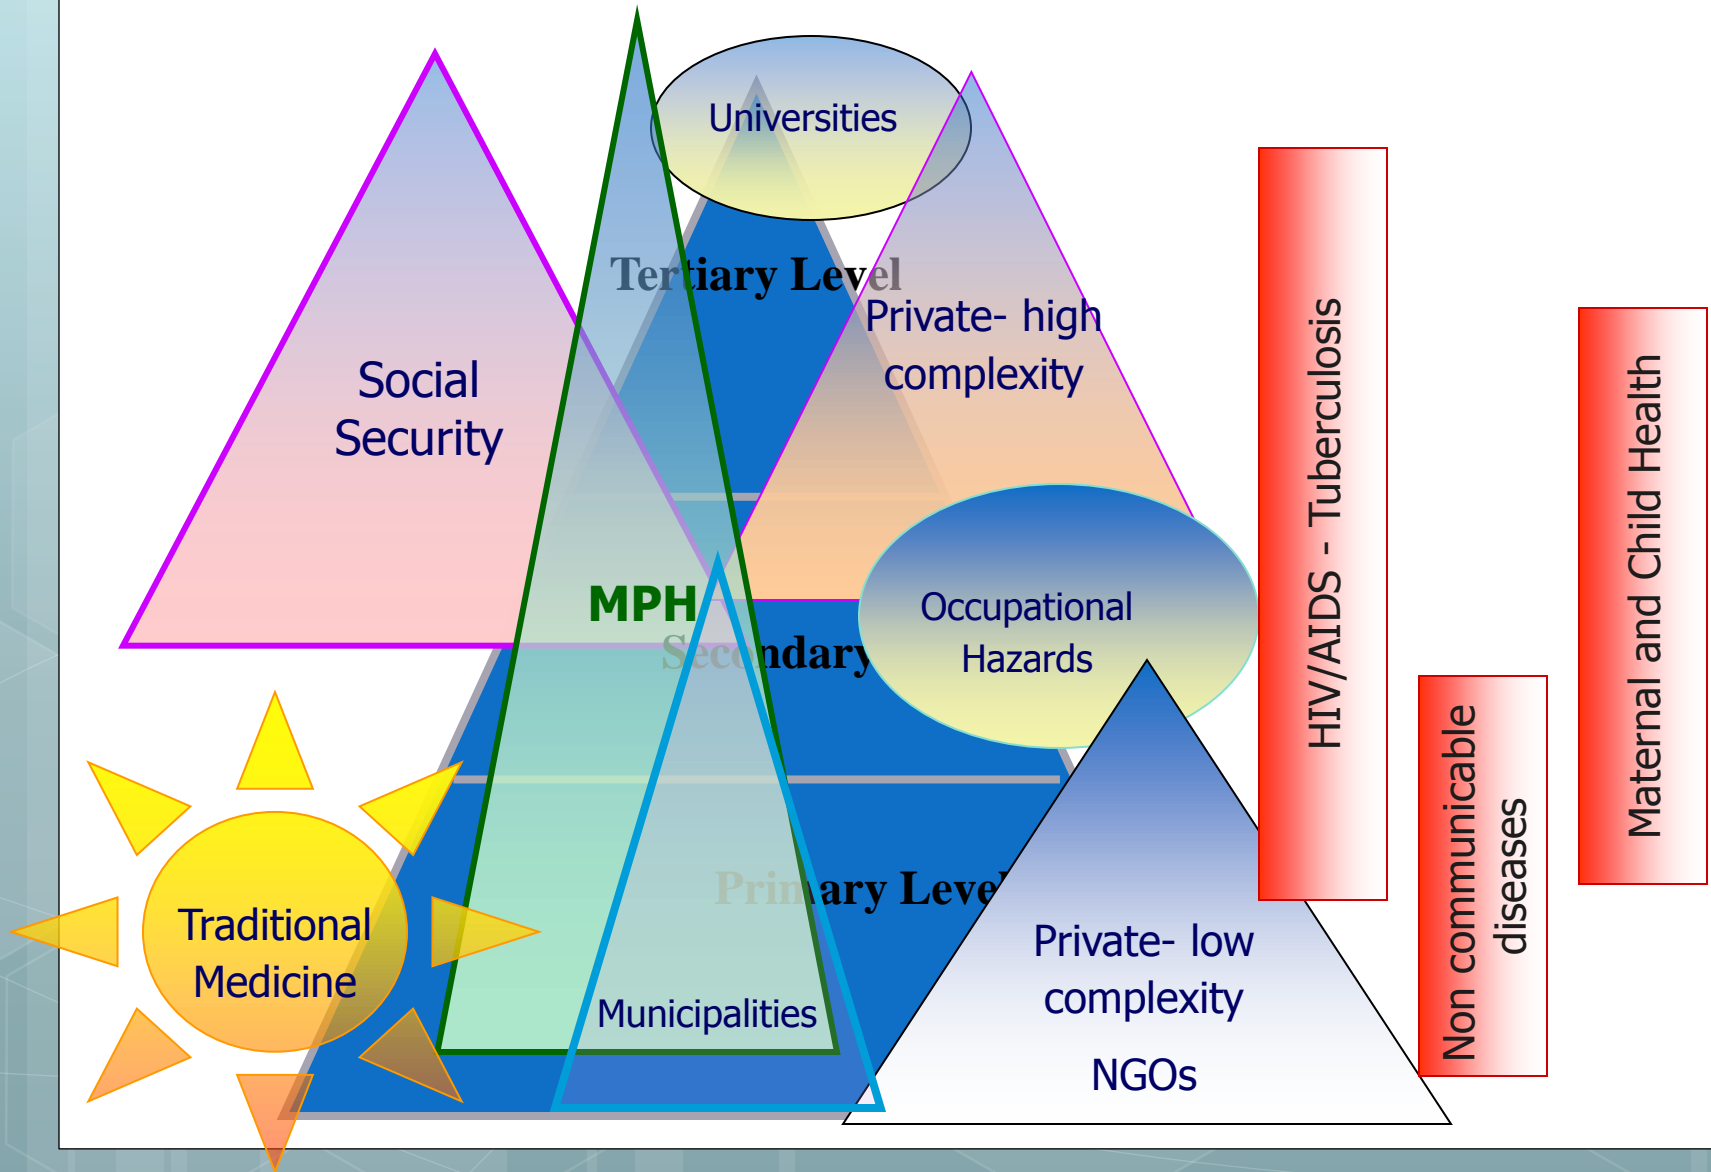 Universities
Tertiary Level
Private- high
complexity
Social
Security
MPH
Secondary
Occupational
Hazards
HIV/AIDS - Tuberculosis
Maternal and Child Health
Non communicable
diseases
Primary Level
Traditional
Medicine
Municipalities
Private- low
complexity
NGOs